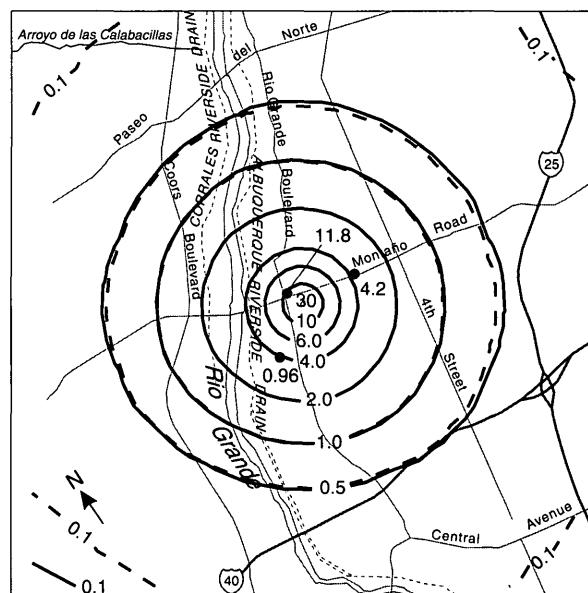 Arroyo de las Calabacillas
0.1
Paseo
del
Norte
0.1
CORRALES RIVERSIDE DRAIN
Rio Grande
Boulevard
Coors
Boulevard
ALBUQUERQUE RIVERSIDE
DRAIN
25
11.8
Montaño
Road
4.2
4th
Street
30
10
6.0
4.0
0.96
2.0
1.0
0.5
Rio
Grande
N
0.1
0.1
40
Central
Avenue
0.1